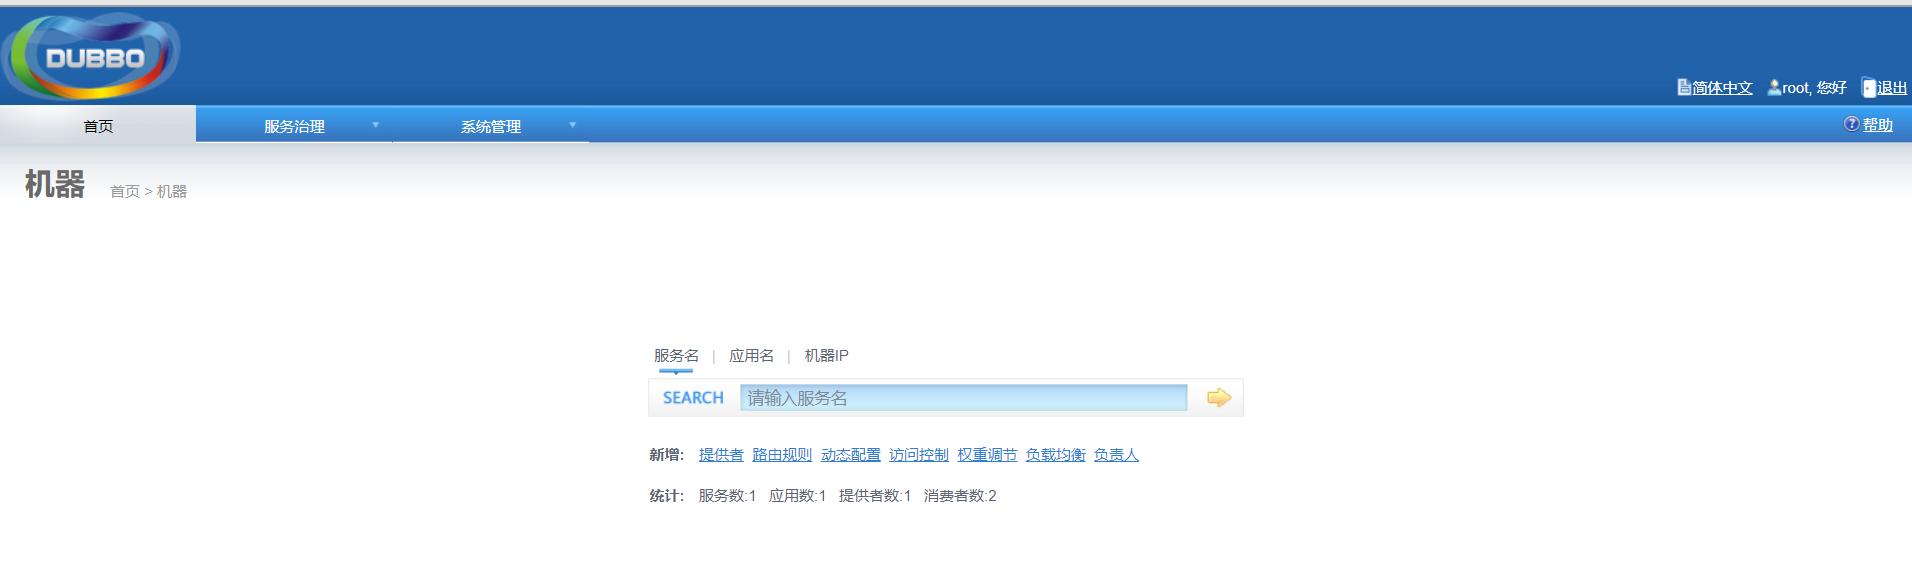 DUBBO
简体中文 root, 您好 退出
首页 服务治理 系统管理 帮助
机器 首页 > 机器
服务名 | 应用名 | 机器IP
SEARCH 请输入服务名
新增: 提供者 路由规则 动态配置 访问控制 权重调节 负载均衡 负责人
统计: 服务数:1 应用数:1 提供者数:1 消费者数:2